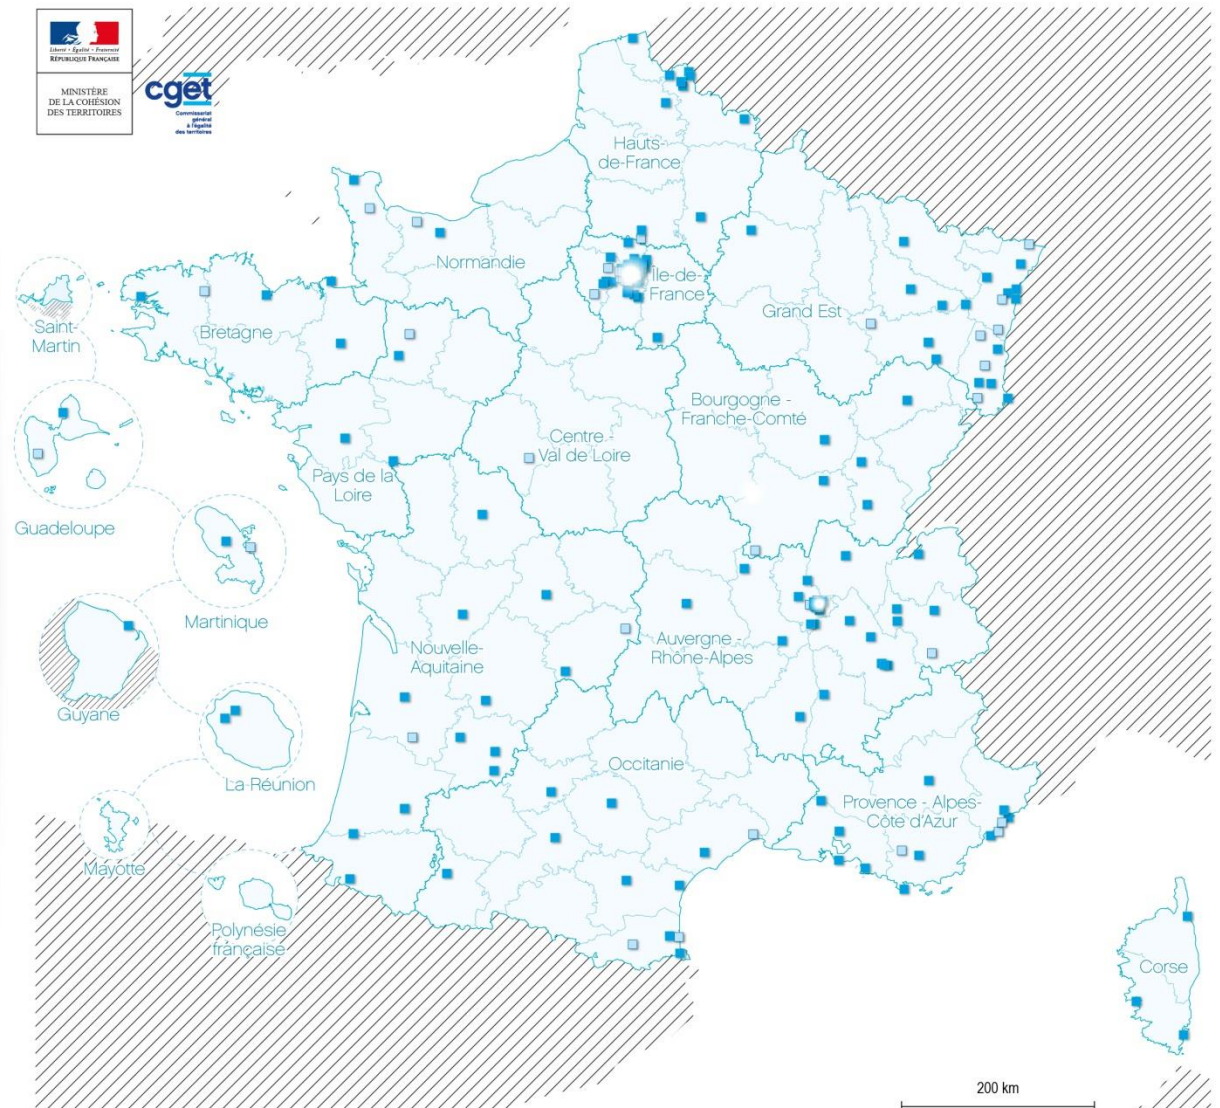 Liberté • Égalité • Fraternité
RÉPUBLIQUE FRANÇAISE
MINISTÈRE
DE LA COHÉSION
DES TERRITOIRES
cget
Commissariat
général
à l'égalité
des territoires
Hauts-
de-France
Normandie
Île-de-
France
Grand Est
Bretagne
Saint-
Martin
Bourgogne -
Franche-Comté
Centre -
Val de Loire
Pays de la
Loire
Guadeloupe
Martinique
Nouvelle-
Aquitaine
Auvergne -
Rhône-Alpes
Guyane
La Réunion
Occitanie
Provence - Alpes-
Côte d'Azur
Mayotte
Polynésie
française
Corse
200 km